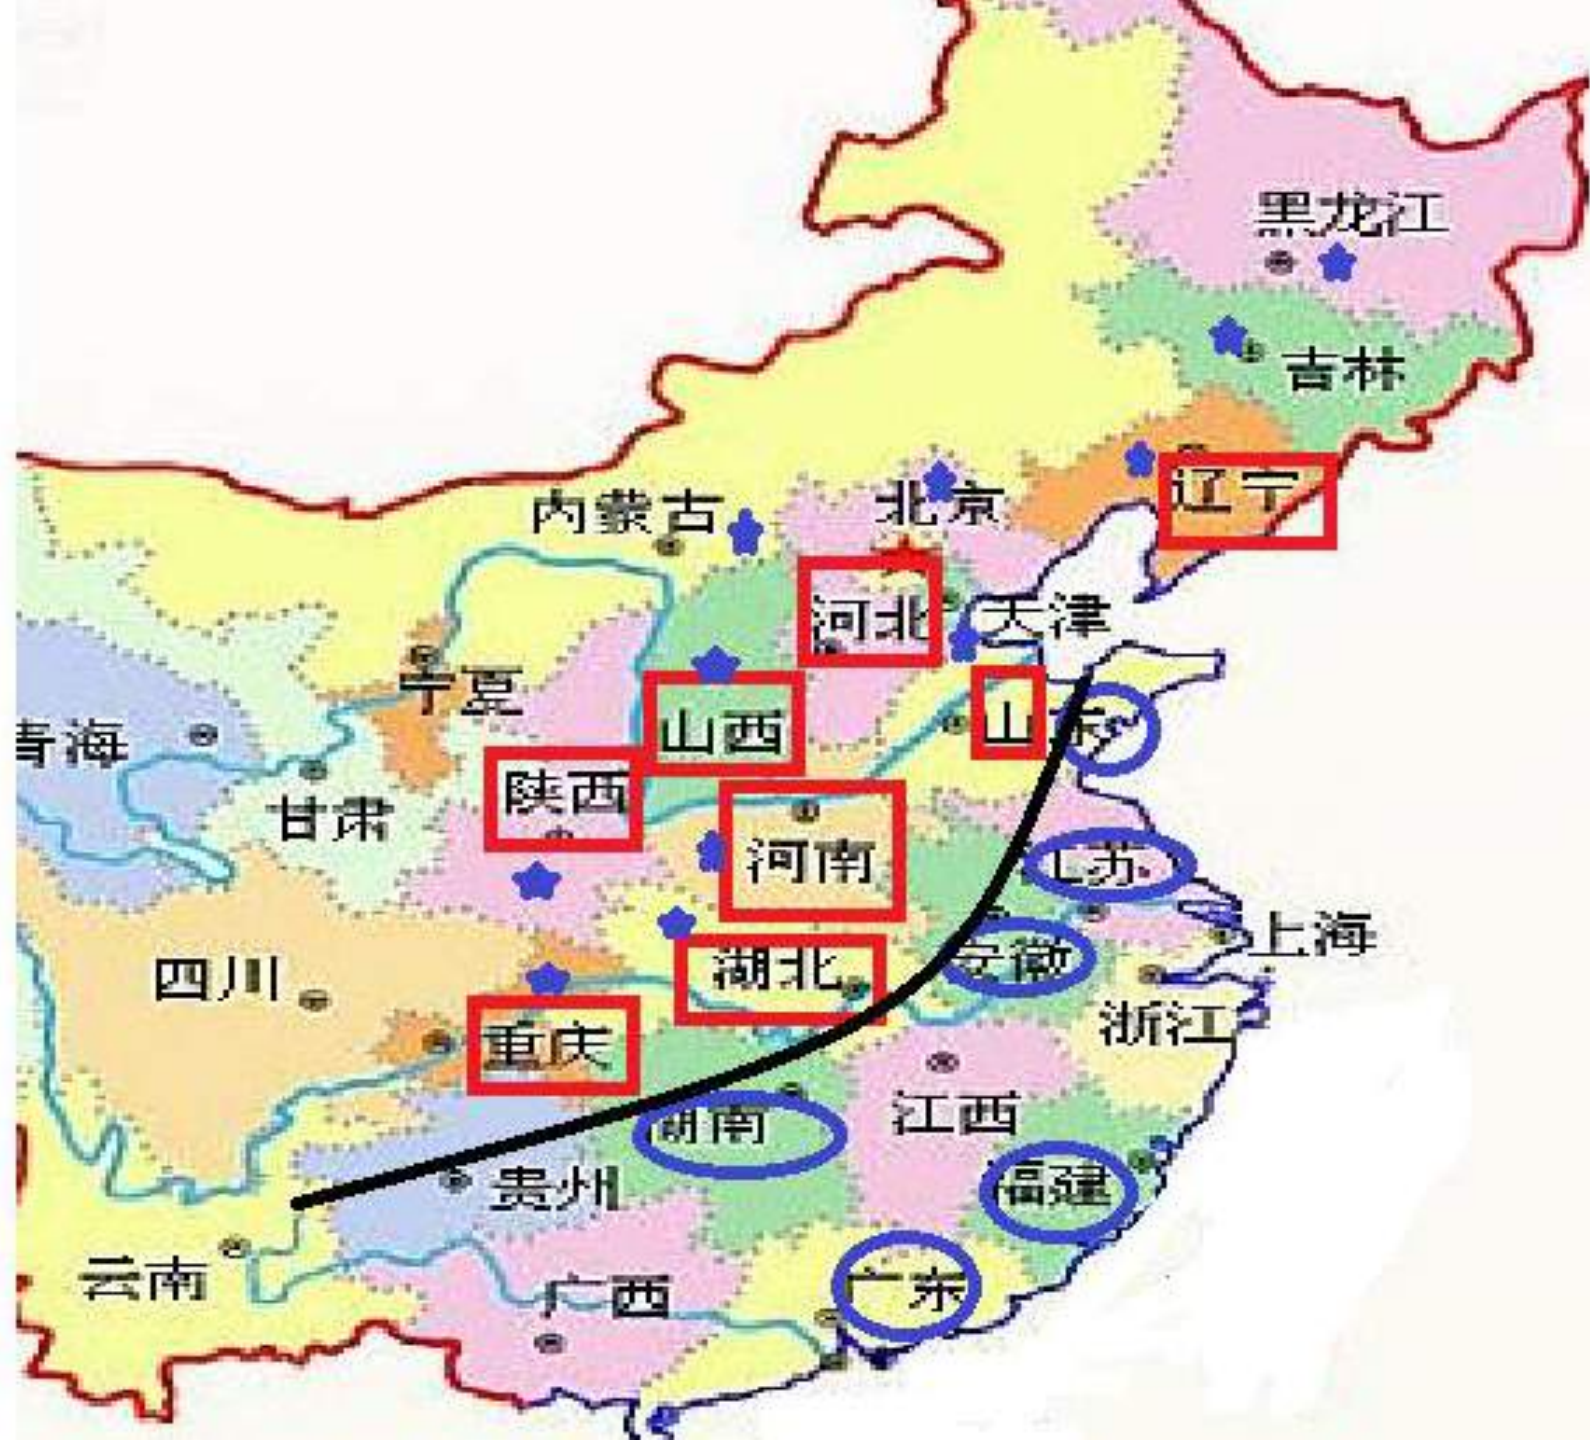 黑龙江
吉林
辽宁
内蒙古
北京
河北
天津
宁夏
山西
山东
青海
陕西
甘肃
河南
江苏
四川
湖北
安徽
上海
重庆
浙江
湖南
江西
贵州
福建
云南
广西
广东